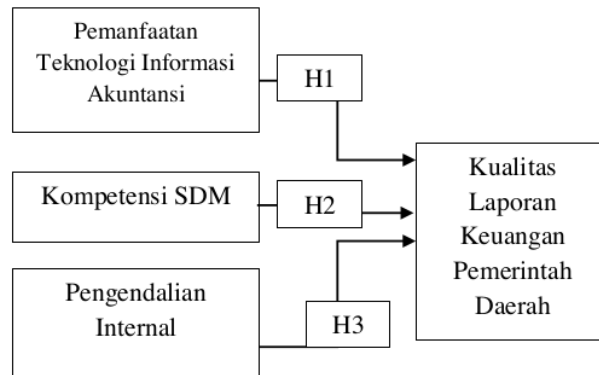 Pemanfaatan
Teknologi Informasi
Akuntansi
H1
Kompetensi SDM
H2
Pengendalian
Internal
H3
Kualitas
Laporan
Keuangan
Pemerintah
Daerah